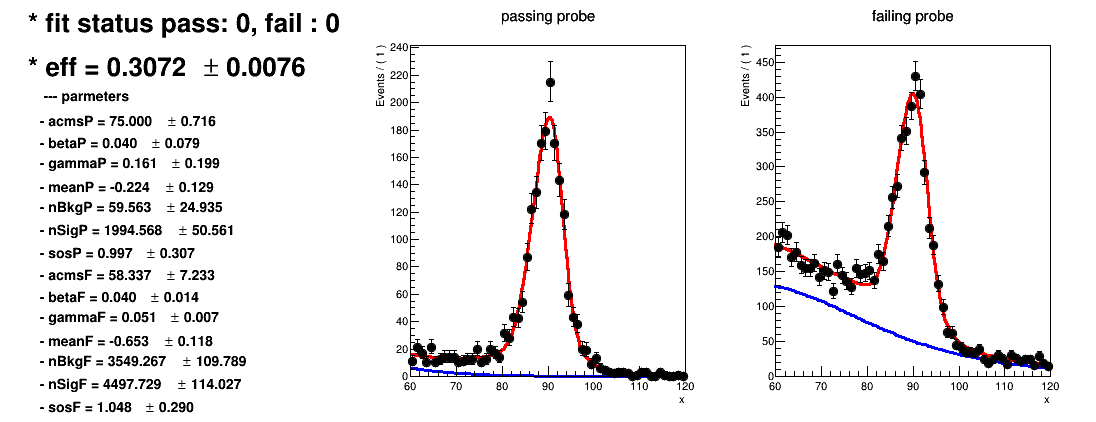 * fit status pass: 0, fail : 0
* eff = 0.3072 ± 0.0076
--- parmeters
- acmsP = 75.000 ± 0.716
- betaP = 0.040 ± 0.079
- gammaP = 0.161 ± 0.199
- meanP = -0.224 ± 0.129
- nBkgP = 59.563 ± 24.935
- nSigP = 1994.568 ± 50.561
- sosP = 0.997 ± 0.307
- acmsF = 58.337 ± 7.233
- betaF = 0.040 ± 0.014
- gammaF = 0.051 ± 0.007
- meanF = -0.653 ± 0.118
- nBkgF = 3549.267 ± 109.789
- nSigF = 4497.729 ± 114.027
- sosF = 1.048 ± 0.290
passing probe
Events / ( 1 )
240
220
200
180
160
140
120
100
80
60
40
20
0
60 70 80 90 100 110 120
x
failing probe
Events / ( 1 )
450
400
350
300
250
200
150
100
50
0
60 70 80 90 100 110 120
x